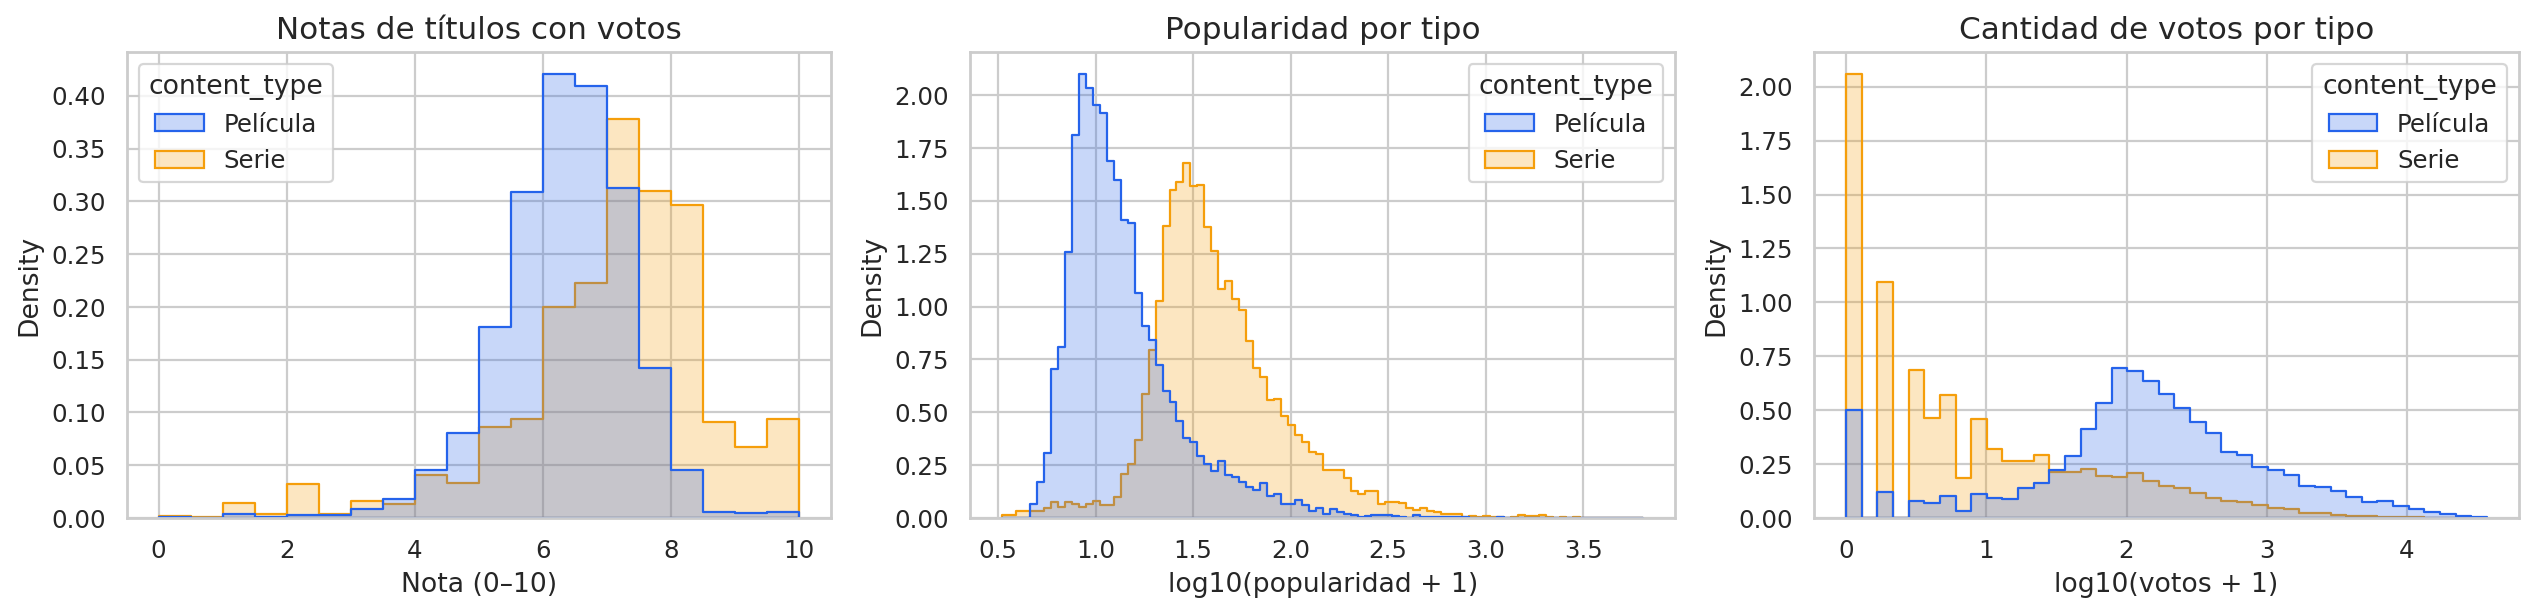 Notas de títulos con votos
content_type
Película
Serie
Density
0.40
0.35
0.30
0.25
0.20
0.15
0.10
0.05
0.00
0 2 4 6 8 10
Nota (0–10)
Popularidad por tipo
content_type
Película
Serie
Density
2.00
1.75
1.50
1.25
1.00
0.75
0.50
0.25
0.00
0.5 1.0 1.5 2.0 2.5 3.0 3.5
log10(popularidad + 1)
Cantidad de votos por tipo
content_type
Película
Serie
Density
2.00
1.75
1.50
1.25
1.00
0.75
0.50
0.25
0.00
0 1 2 3 4
log10(votos + 1)